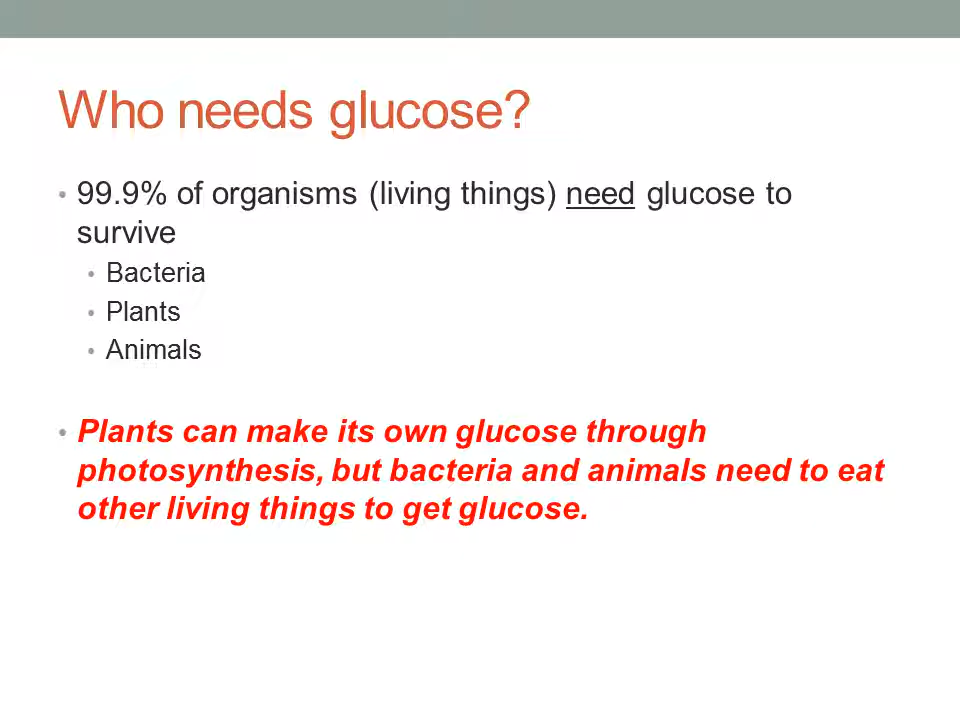 Who needs glucose?
• 99.9% of organisms (living things) need glucose to
survive
• Bacteria
• Plants
• Animals
• Plants can make its own glucose through
photosynthesis, but bacteria and animals need to eat
other living things to get glucose.